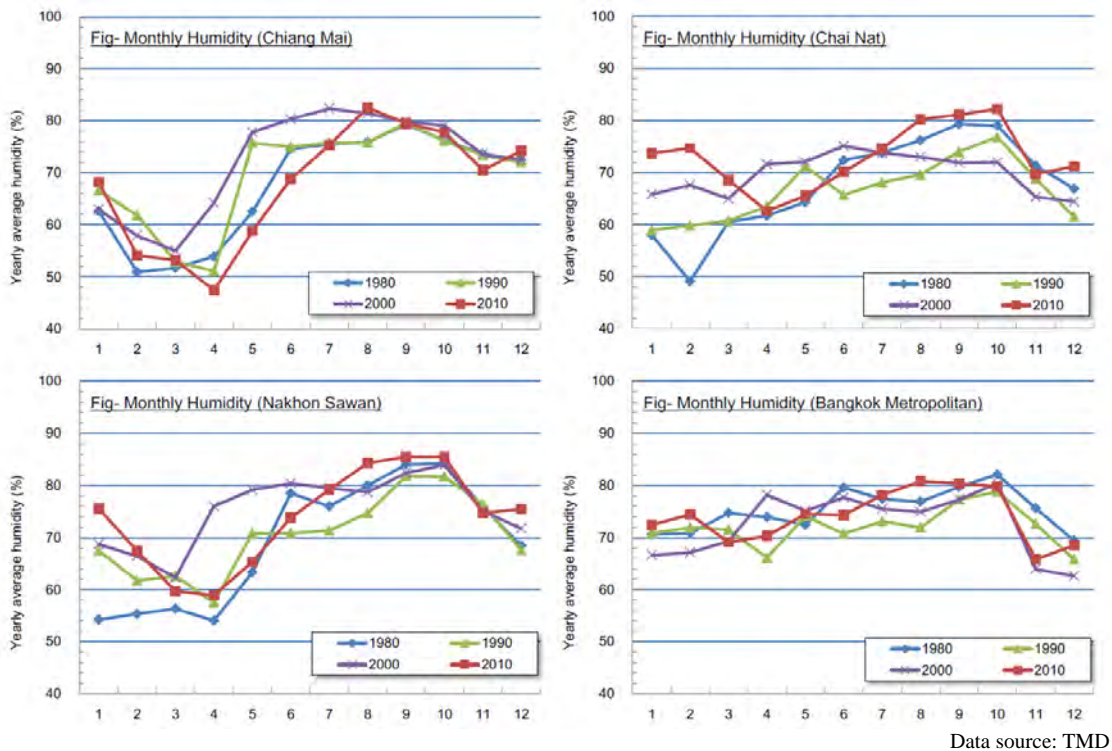 Fig- Monthly Humidity (Chiang Mai)
Yearly average humidity (%)
100
90
80
70
60
50
40
1 2 3 4 5 6 7 8 9 10 11 12
1980 1990
2000 2010
Fig- Monthly Humidity (Chai Nat)
Yearly average humidity (%)
100
90
80
70
60
50
40
1 2 3 4 5 6 7 8 9 10 11 12
1980 1990
2000 2010
Fig- Monthly Humidity (Nakhon Sawan)
Yearly average humidity (%)
100
90
80
70
60
50
40
1 2 3 4 5 6 7 8 9 10 11 12
1980 1990
2000 2010
Fig- Monthly Humidity (Bangkok Metropolitan)
Yearly average humidity (%)
100
90
80
70
60
50
40
1 2 3 4 5 6 7 8 9 10 11 12
1980 1990
2000 2010
Data source: TMD